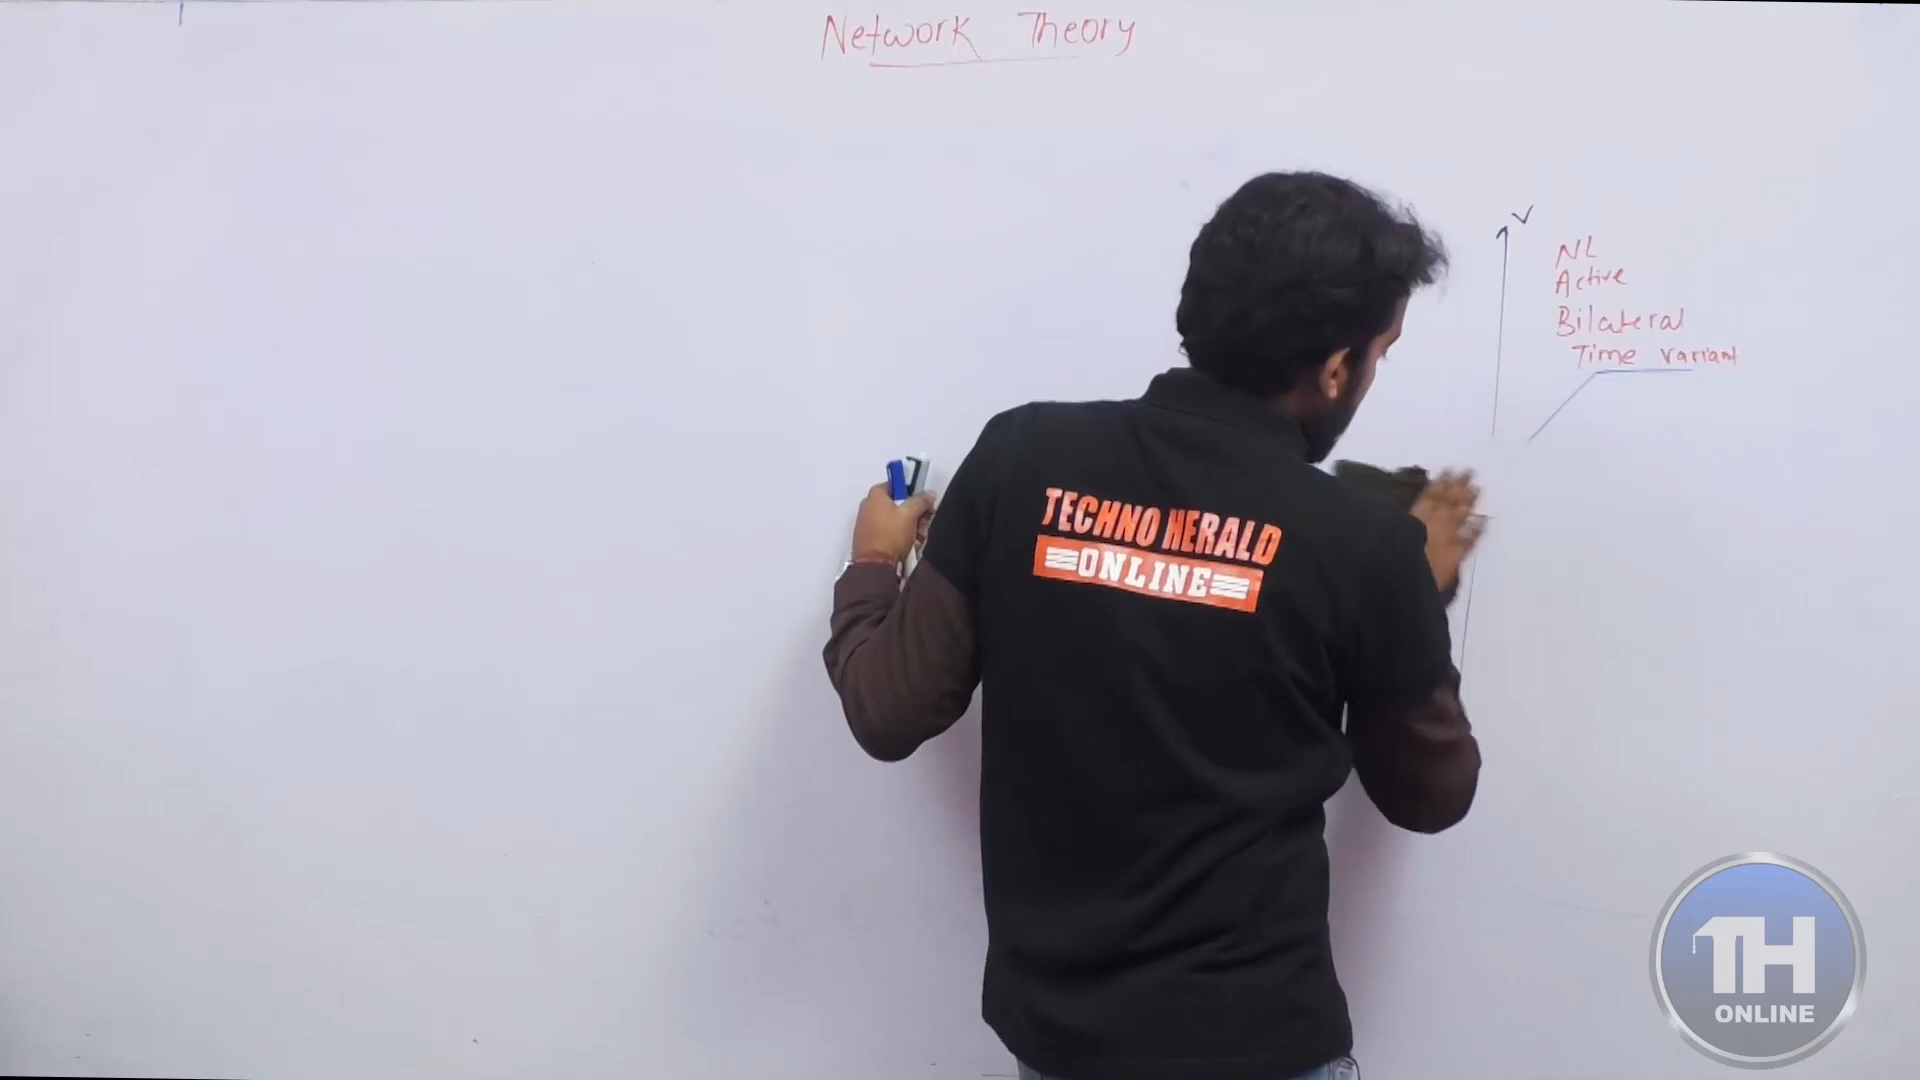 Network Theory
V
NL
Active
Bilateral
Time variant
TECHNO HERALD
ONLINE
TH
ONLINE